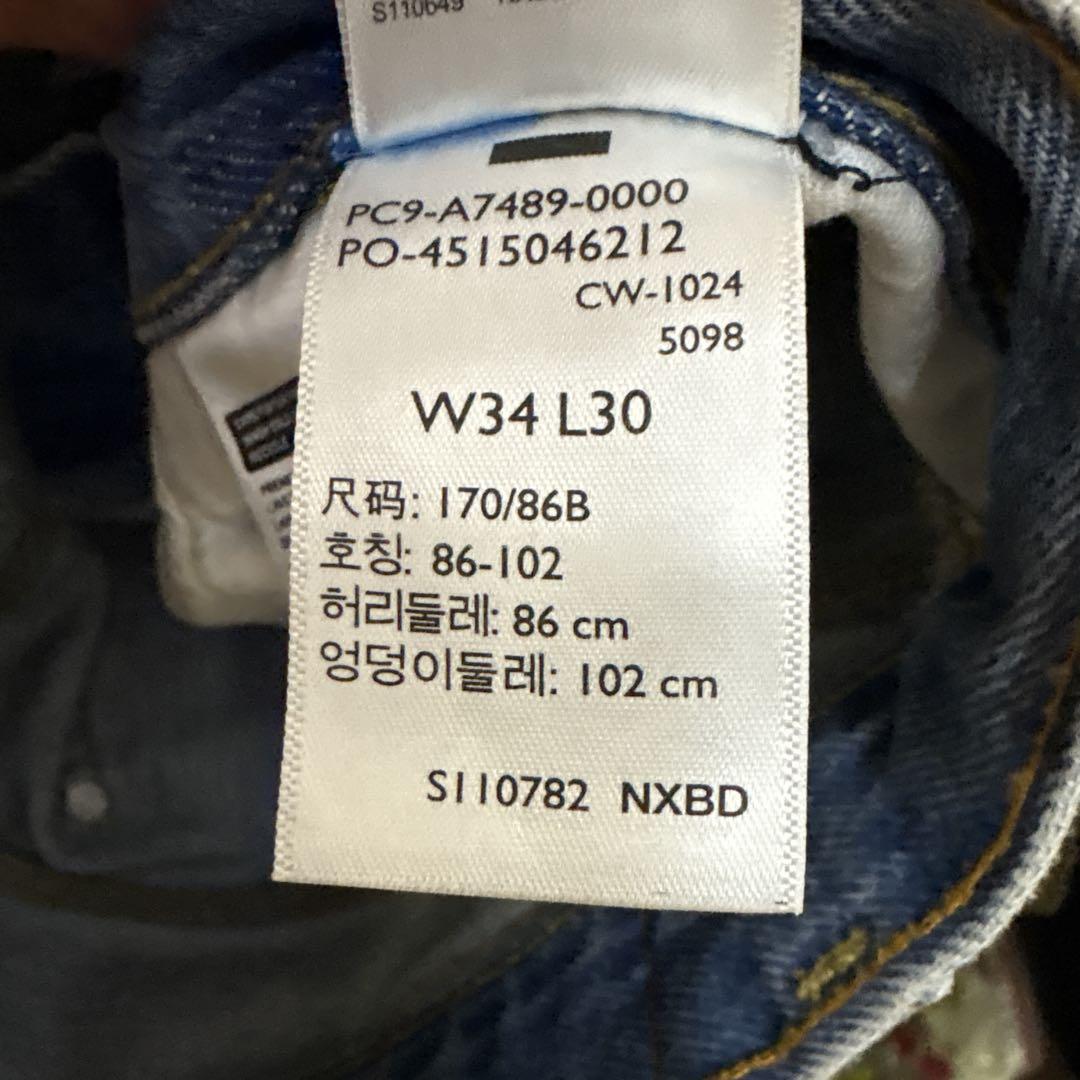 S110649
PC9-A7489-0000
PO-4515046212
CW-1024
5098
W34 L30
尺码: 170/86B
호칭: 86-102
허리둘레: 86 cm
엉덩이둘레: 102 cm
S110782 NXBD